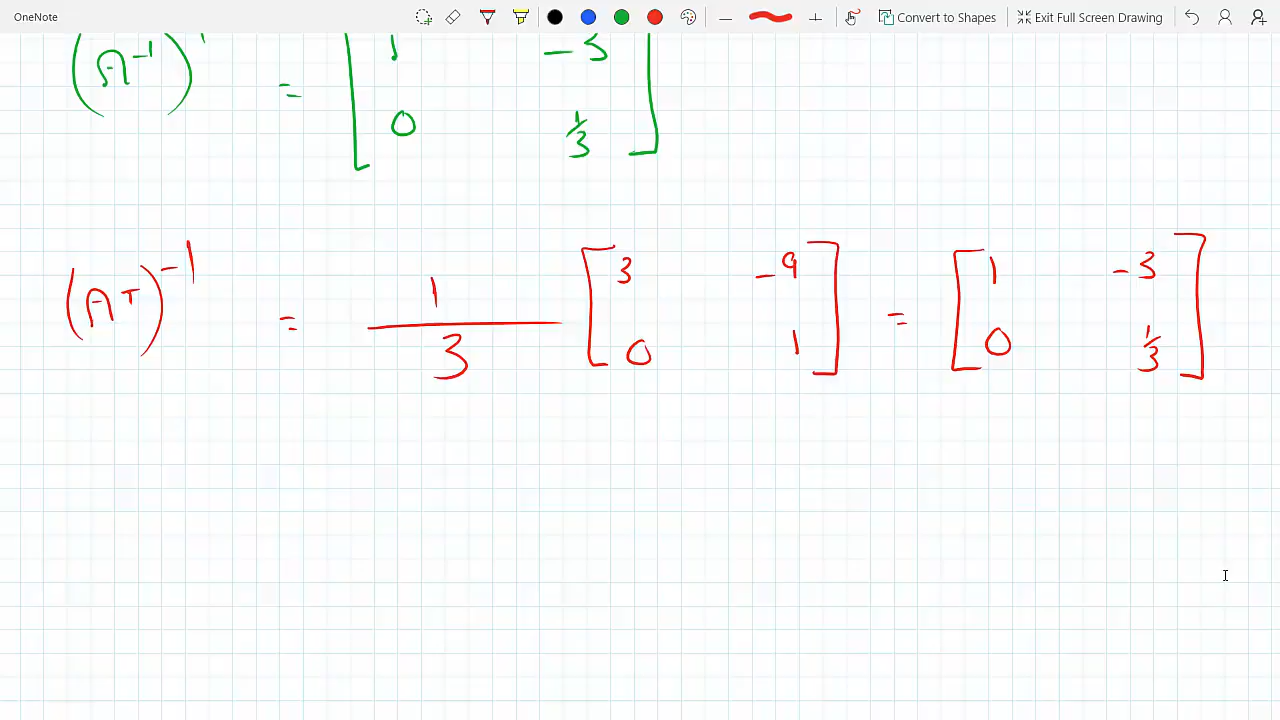 OneNote
Convert to Shapes
Exit Full Screen Drawing
(A⁻¹) = [ 1 -3
0 1/3 ]
(Aᵀ)⁻¹ = 1/3 [ 3 -9
0 1 ] = [ 1 -3
0 1/3 ]